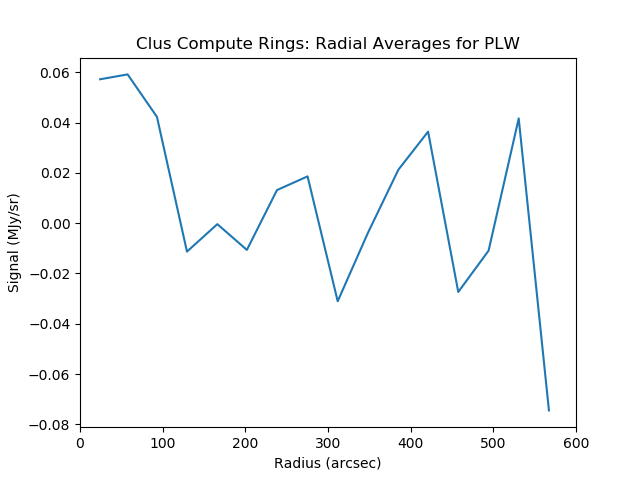 Clus Compute Rings: Radial Averages for PLW
Signal (MJy/sr)
0.06
0.04
0.02
0.00
−0.02
−0.04
−0.06
−0.08
0 100 200 300 400 500 600
Radius (arcsec)